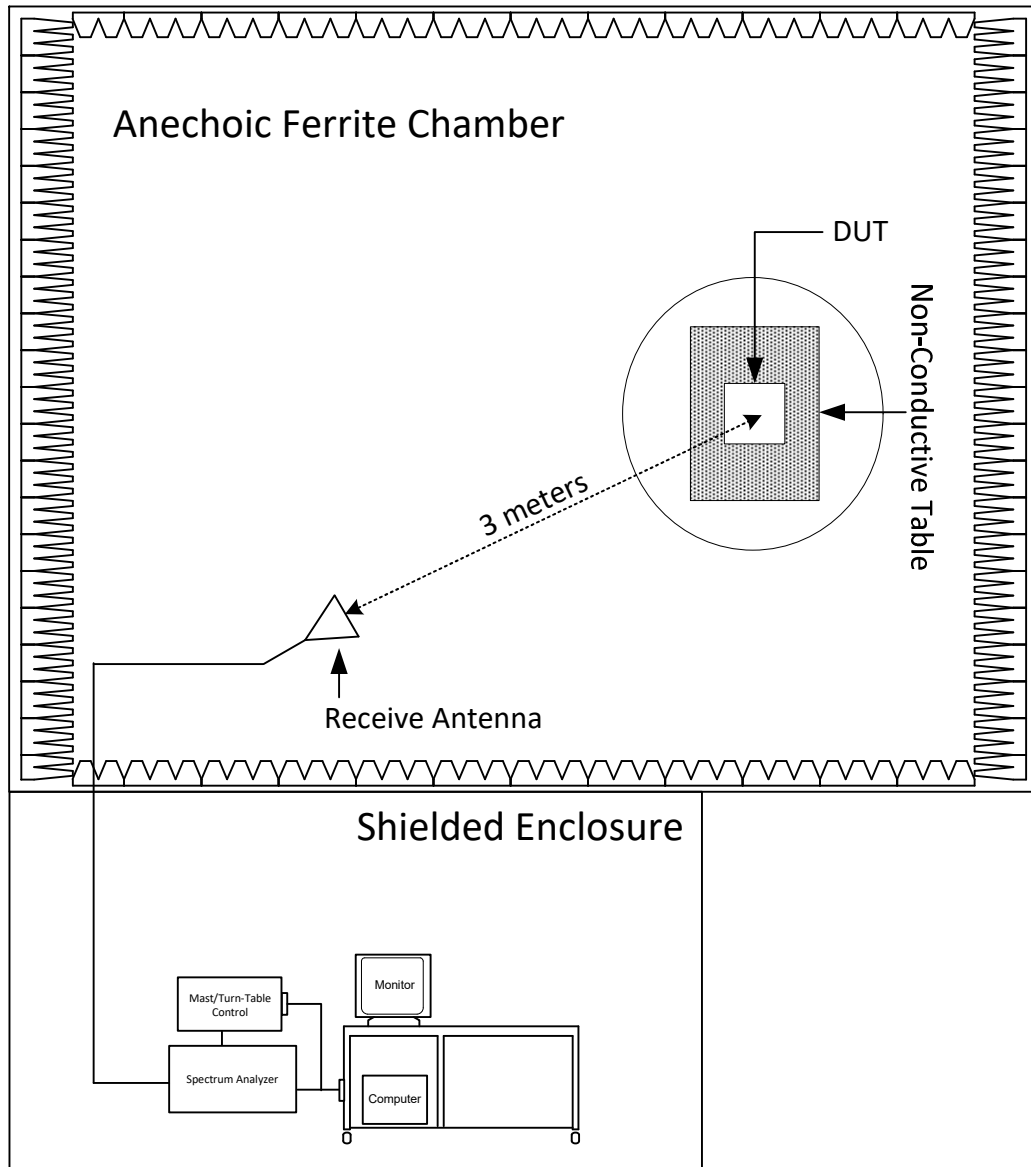 Anechoic Ferrite Chamber
DUT
Non-Conductive Table
3 meters
Receive Antenna
Shielded Enclosure
Monitor
Mast/Turn-Table
Control
Spectrum Analyzer
Computer